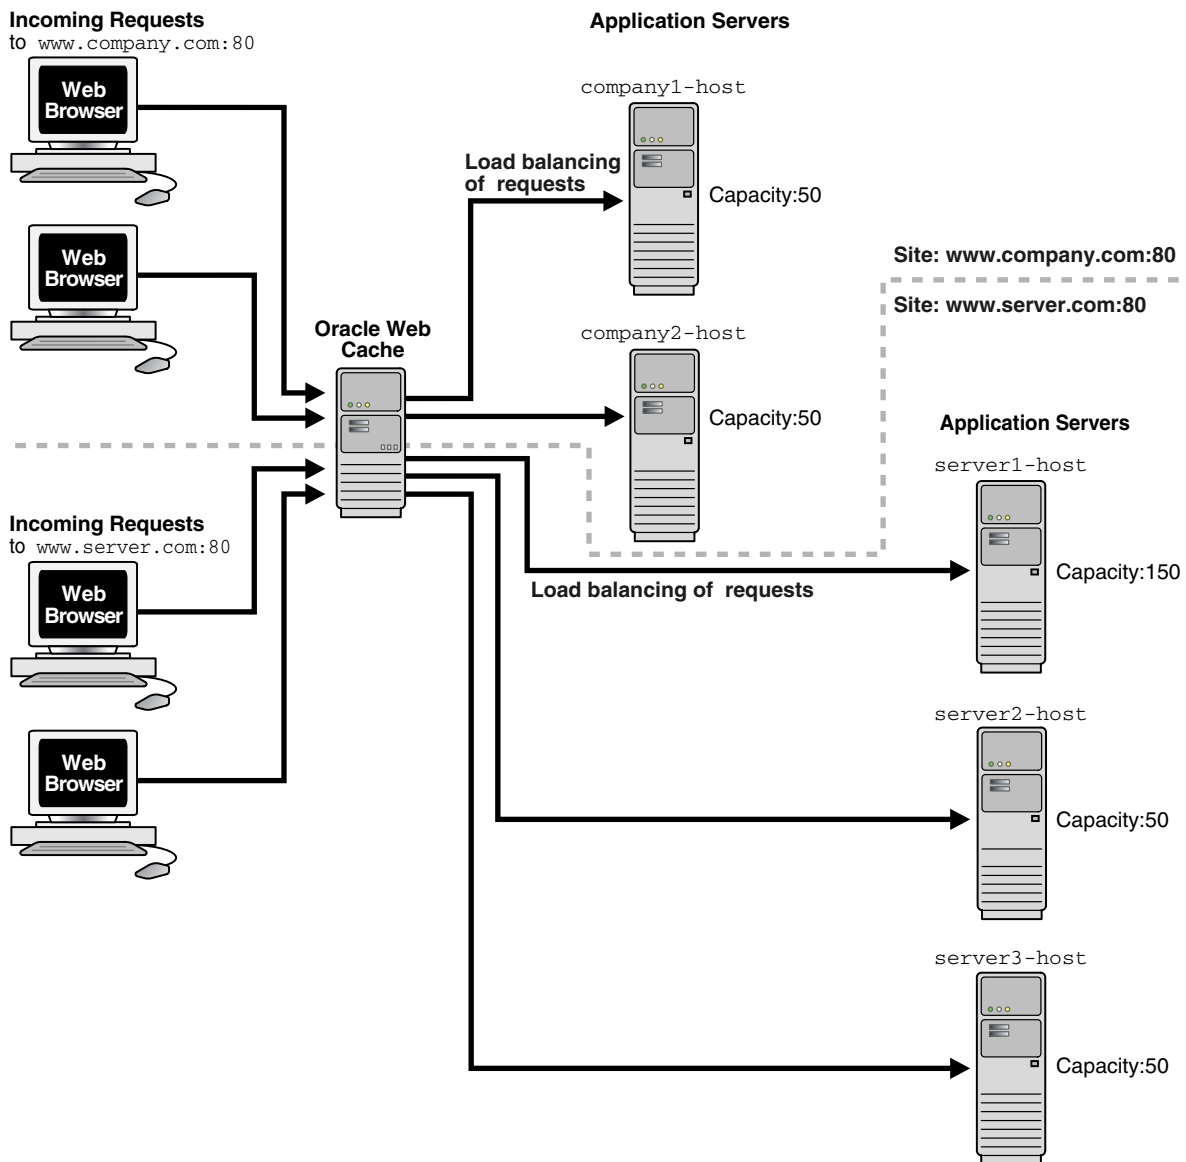 Incoming Requests
to www.company.com:80
Web
Browser
Web
Browser
Application Servers
company1-host
Load balancing
of requests
Capacity:50
Site: www.company.com:80
Site: www.server.com:80
Oracle Web
Cache
company2-host
Capacity:50
Incoming Requests
to www.server.com:80
Web
Browser
Web
Browser
Load balancing of requests
Application Servers
server1-host
Capacity:150
server2-host
Capacity:50
server3-host
Capacity:50